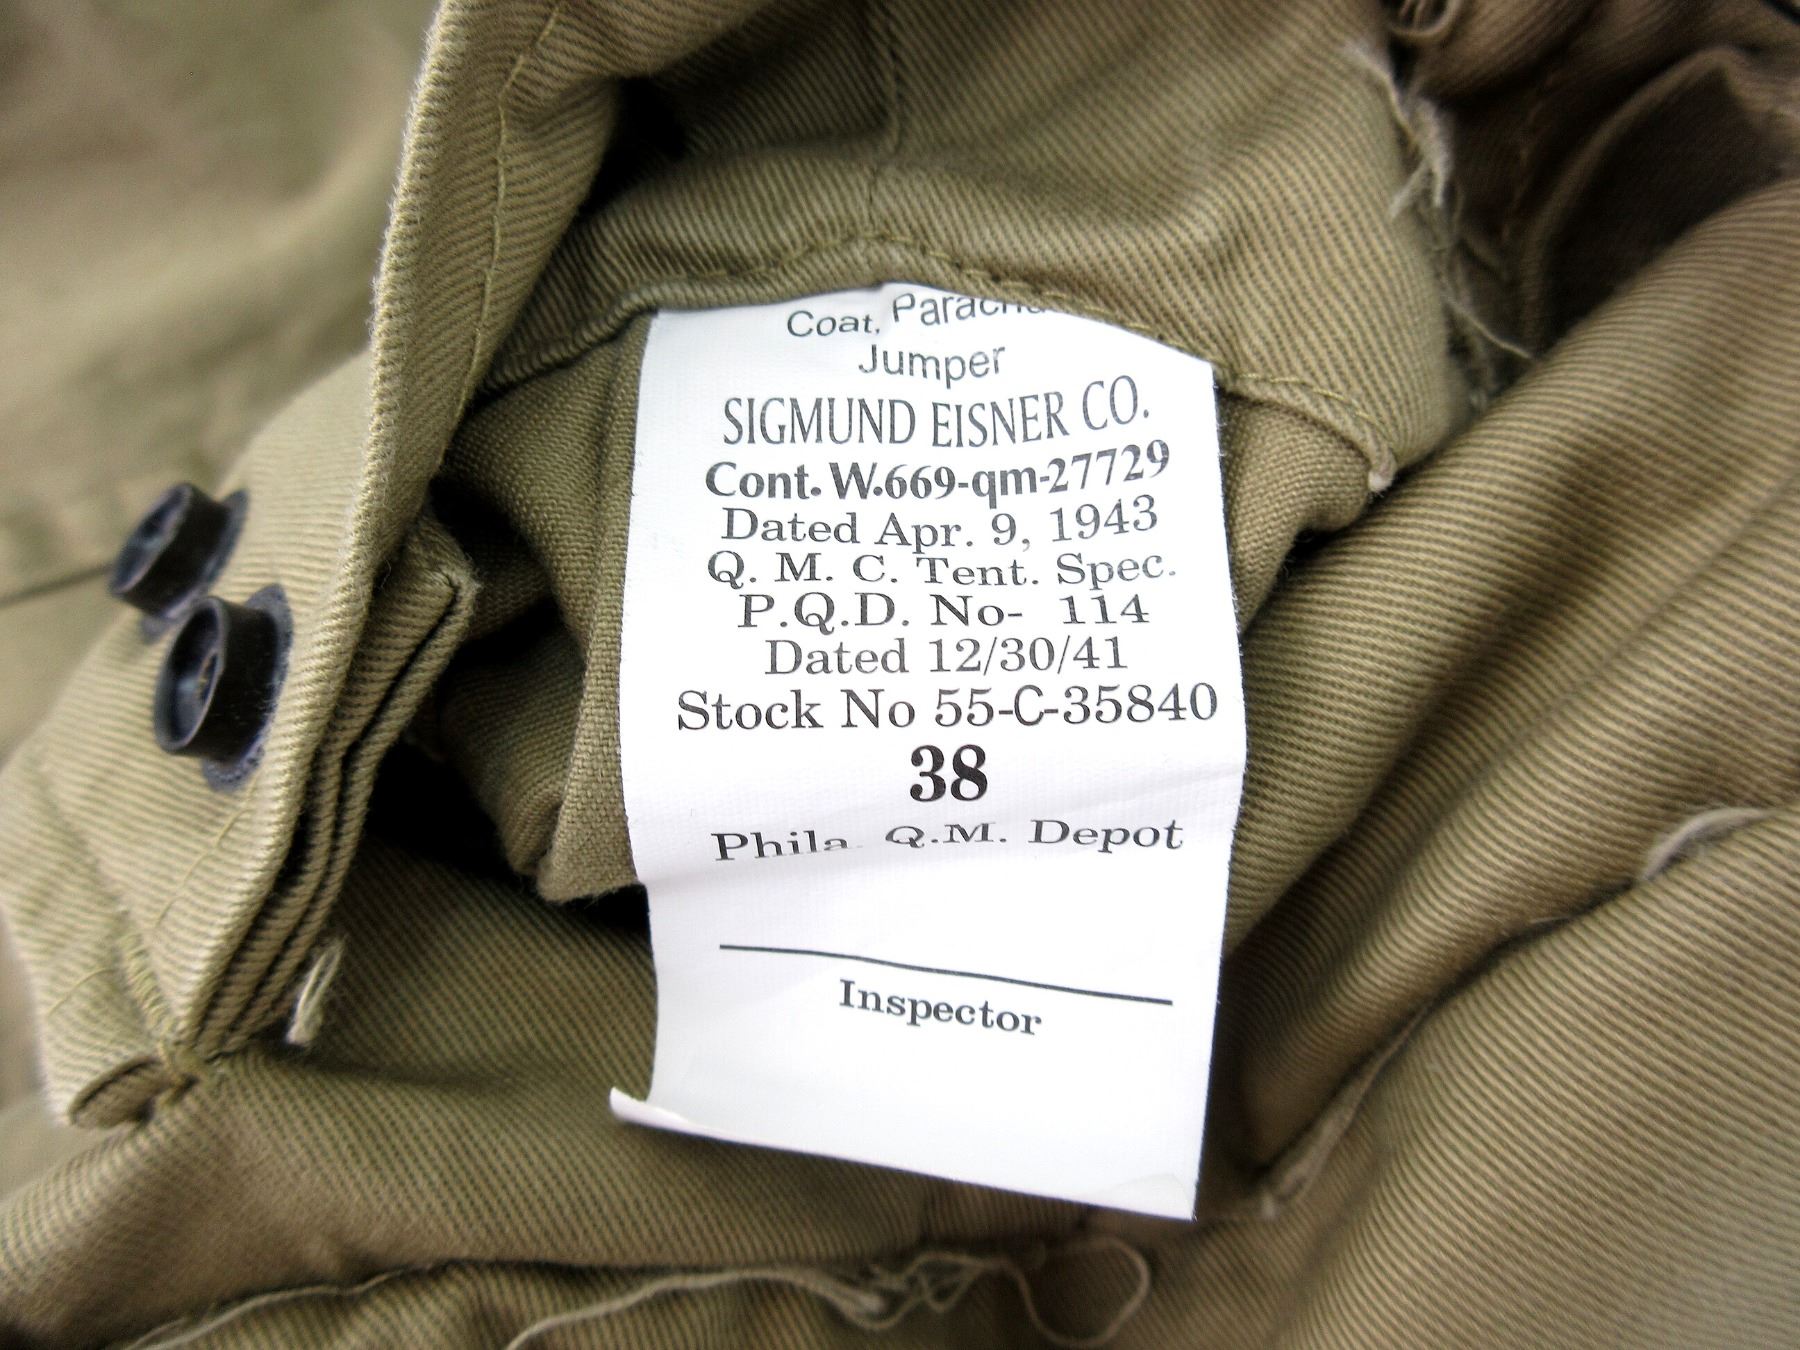 Coat, Parachu
Jumper
SIGMUND EISNER CO.
Cont. W.669-qm-27729
Dated Apr. 9, 1943
Q. M. C. Tent. Spec.
P.Q.D. No- 114
Dated 12/30/41
Stock No 55-C-35840
38
Phila. Q.M. Depot
Inspector